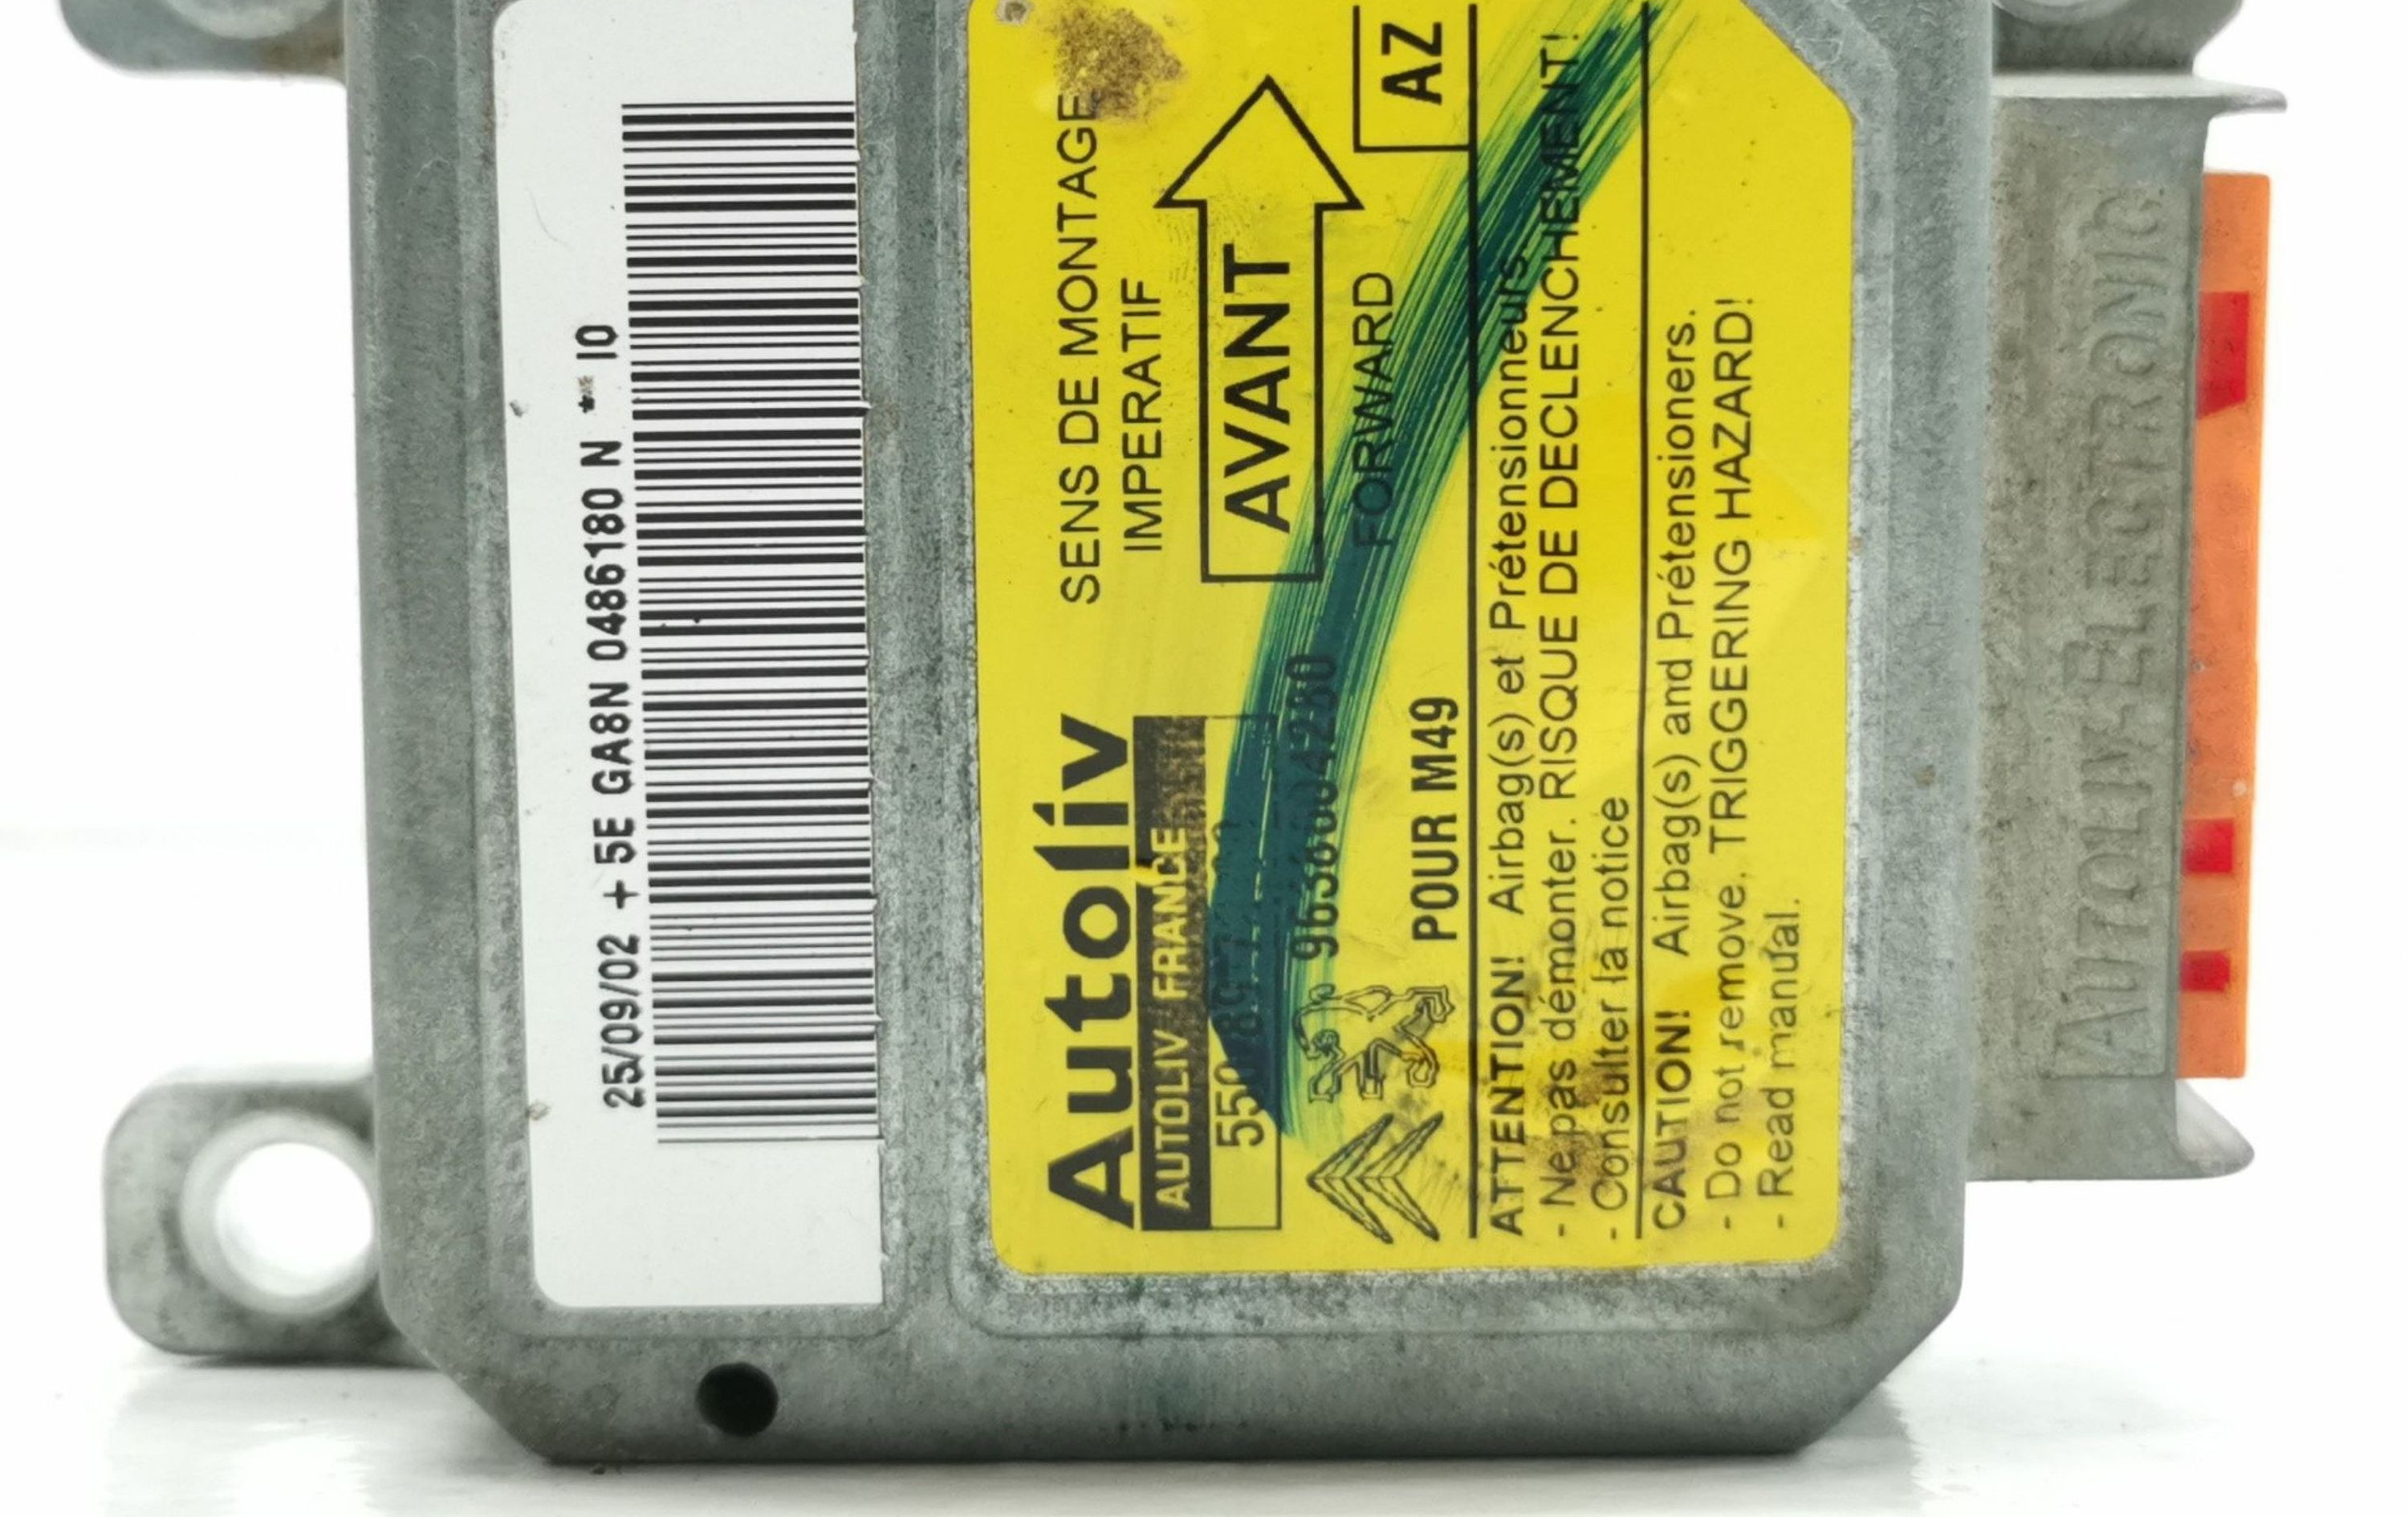 25/09/02 + 5E GA8N 0486180 N * 10
Autoliv
AUTOLIV FRANCE
SENS DE MONTAGE
IMPERATIF
AVANT
FORWARD
AZ
POUR M49
ATTENTION! Airbag(s) et Prétensionneurs.
- Ne pas démonter. RISQUE DE DECLENCHEMENT!
- Consulter la notice
CAUTION! Airbag(s) and Prétensioners.
- Do not remove. TRIGGERING HAZARD!
- Read manual.
AUTOLIV-ELECTRONIC